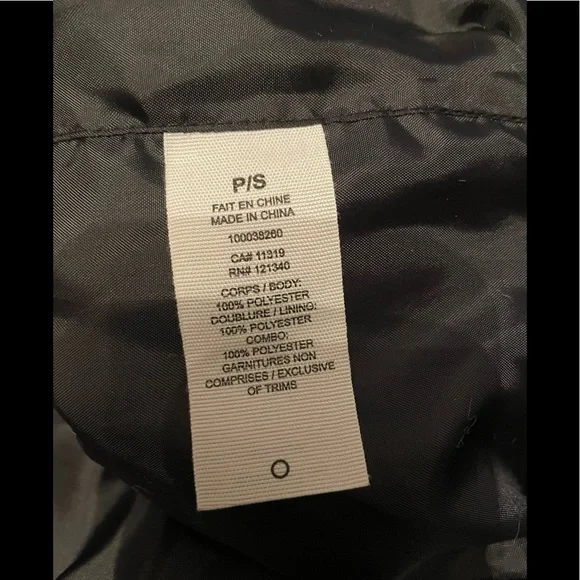 P/S
FAIT EN CHINE
MADE IN CHINA
100038260
CA# 11319
RN# 121340
CORPS / BODY:
100% POLYESTER
DOUBLURE / LINING:
100% POLYESTER
COMBO:
100% POLYESTER
GARNITURES NON
COMPRISES / EXCLUSIVE
OF TRIMS